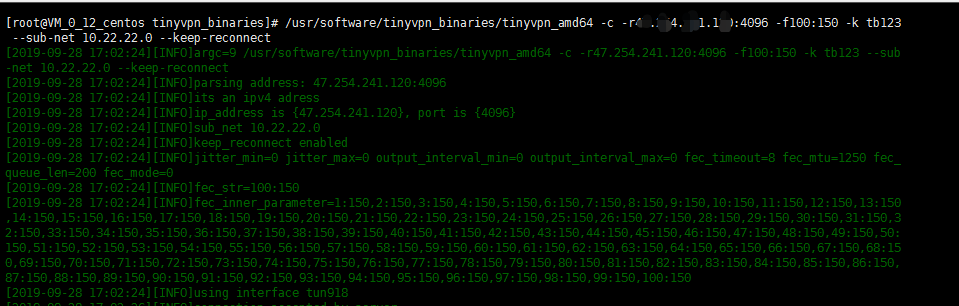 [root@VM_0_12_centos tinyvpn_binaries]# /usr/software/tinyvpn_binaries/tinyvpn_amd64 -c -r4 4. 1.1 0:4096 -f100:150 -k tb123
--sub-net 10.22.22.0 --keep-reconnect
[2019-09-28 17:02:24][INFO]argc=9 /usr/software/tinyvpn_binaries/tinyvpn_amd64 -c -r47.254.241.120:4096 -f100:150 -k tb123 --sub
-net 10.22.22.0 --keep-reconnect
[2019-09-28 17:02:24][INFO]parsing address: 47.254.241.120:4096
[2019-09-28 17:02:24][INFO]its an ipv4 adress
[2019-09-28 17:02:24][INFO]ip_address is {47.254.241.120}, port is {4096}
[2019-09-28 17:02:24][INFO]sub_net 10.22.22.0
[2019-09-28 17:02:24][INFO]keep_reconnect enabled
[2019-09-28 17:02:24][INFO]jitter_min=0 jitter_max=0 output_interval_min=0 output_interval_max=0 fec_timeout=8 fec_mtu=1250 fec_
queue_len=200 fec_mode=0
[2019-09-28 17:02:24][INFO]fec_str=100:150
[2019-09-28 17:02:24][INFO]fec_inner_parameter=1:150,2:150,3:150,4:150,5:150,6:150,7:150,8:150,9:150,10:150,11:150,12:150,13:150
,14:150,15:150,16:150,17:150,18:150,19:150,20:150,21:150,22:150,23:150,24:150,25:150,26:150,27:150,28:150,29:150,30:150,31:150,3
2:150,33:150,34:150,35:150,36:150,37:150,38:150,39:150,40:150,41:150,42:150,43:150,44:150,45:150,46:150,47:150,48:150,49:150,50:
150,51:150,52:150,53:150,54:150,55:150,56:150,57:150,58:150,59:150,60:150,61:150,62:150,63:150,64:150,65:150,66:150,67:150,68:15
0,69:150,70:150,71:150,72:150,73:150,74:150,75:150,76:150,77:150,78:150,79:150,80:150,81:150,82:150,83:150,84:150,85:150,86:150,
87:150,88:150,89:150,90:150,91:150,92:150,93:150,94:150,95:150,96:150,97:150,98:150,99:150,100:150
[2019-09-28 17:02:24][INFO]using interface tun918